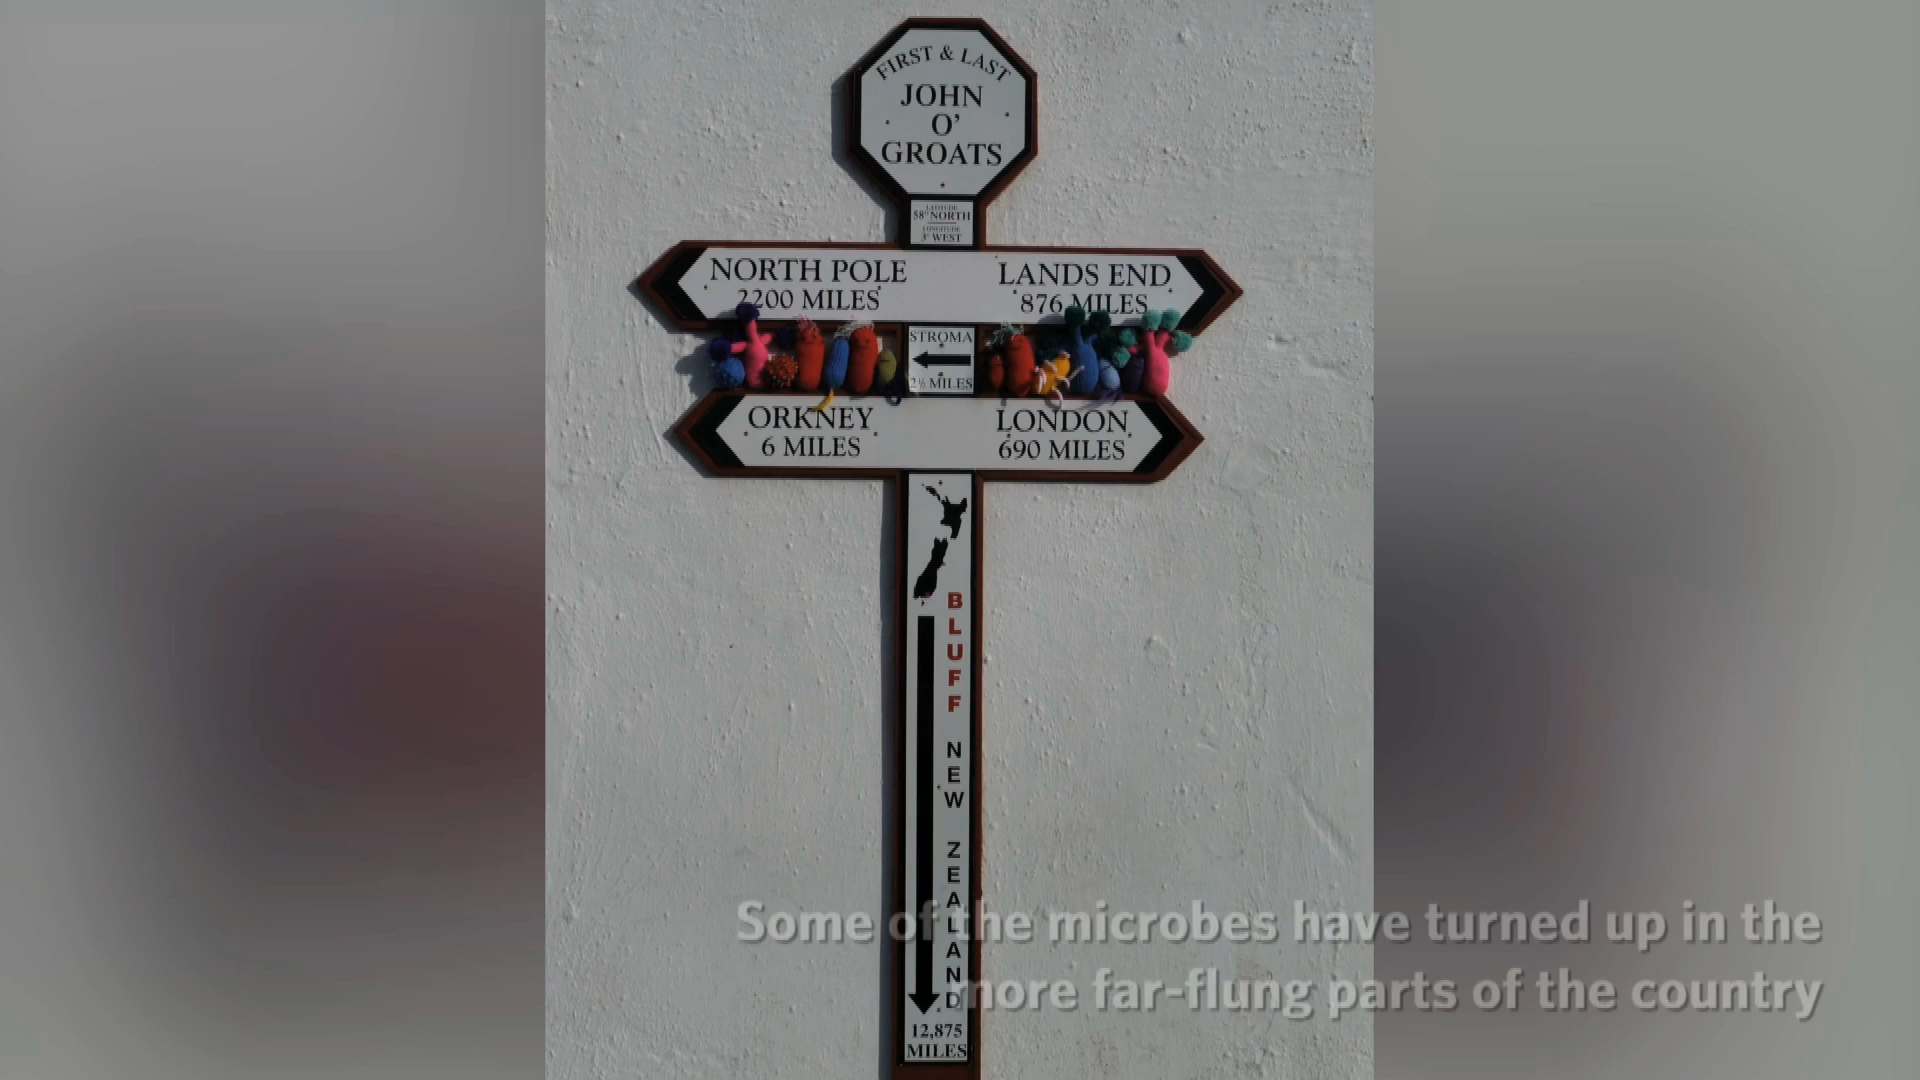 FIRST & LAST
JOHN
O'
GROATS
LATITUDE
58° NORTH
LONGITUDE
3° WEST
NORTH POLE
2200 MILES
LANDS END
876 MILES
STROMA
2½ MILES
ORKNEY
6 MILES
LONDON
690 MILES
BLUFF NEW ZEALAND
12,875
MILES
Some of the microbes have turned up in the
more far-flung parts of the country